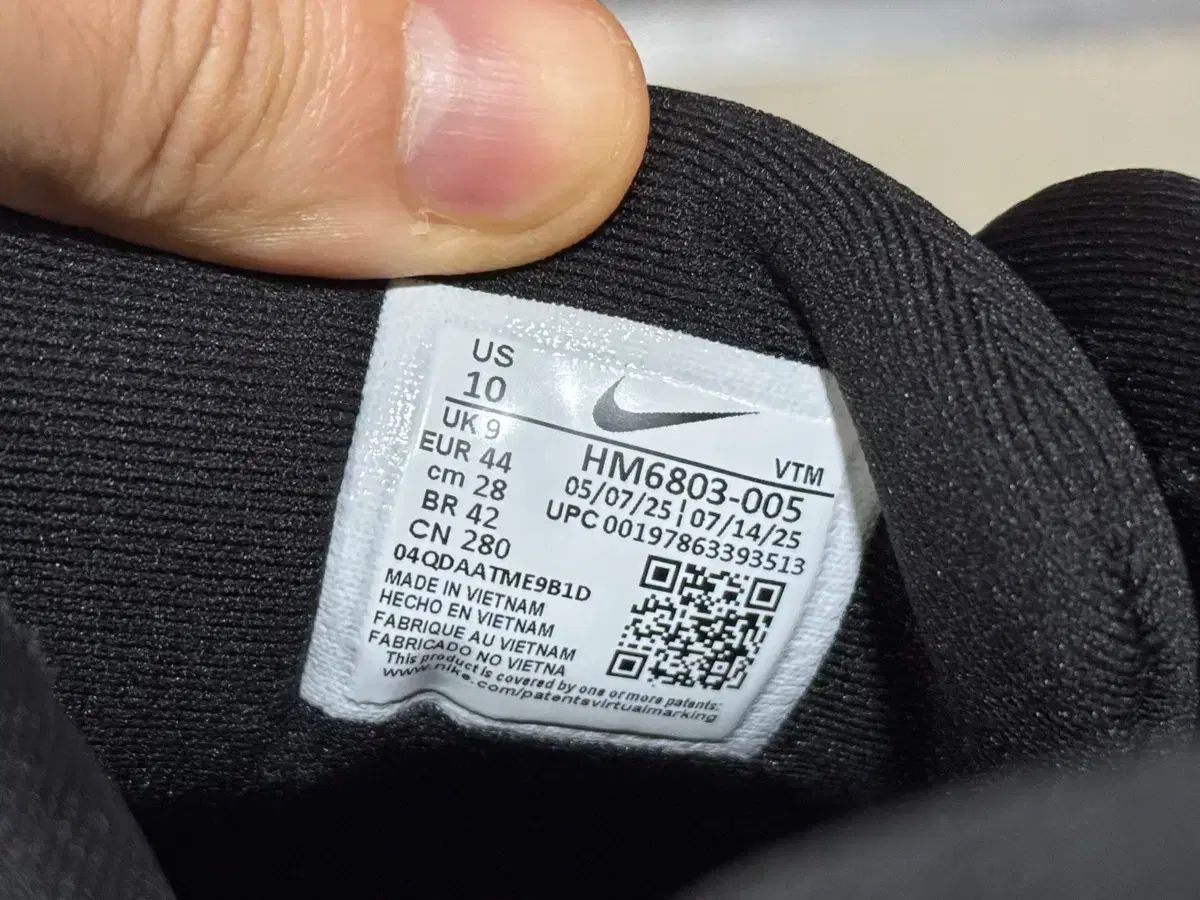 US
10
UK 9
EUR 44
cm 28
BR 42
CN 280
VTM
HM6803-005
05/07/25 | 07/14/25
UPC 00197863393513
04QDAATME9B1D
MADE IN VIETNAM
HECHO EN VIETNAM
FABRIQUE AU VIETNAM
FABRICADO NO VIETNA
This product is covered by one or more patents:
www.nike.com/patentsvirtualmarking